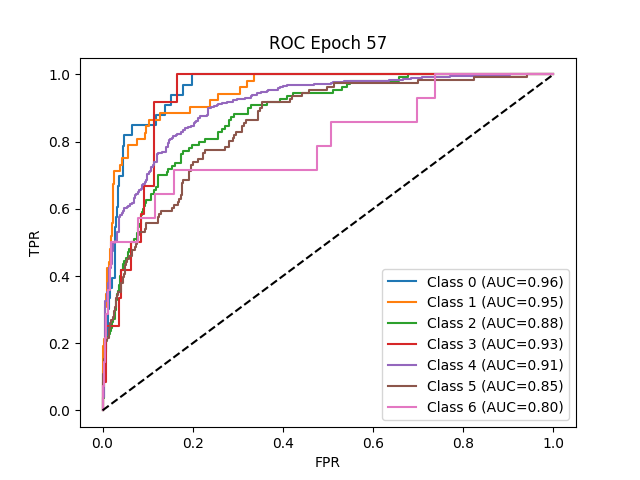 ROC Epoch 57
TPR
1.0
0.8
0.6
0.4
0.2
0.0
Class 0 (AUC=0.96)
Class 1 (AUC=0.95)
Class 2 (AUC=0.88)
Class 3 (AUC=0.93)
Class 4 (AUC=0.91)
Class 5 (AUC=0.85)
Class 6 (AUC=0.80)
0.0 0.2 0.4 0.6 0.8 1.0
FPR